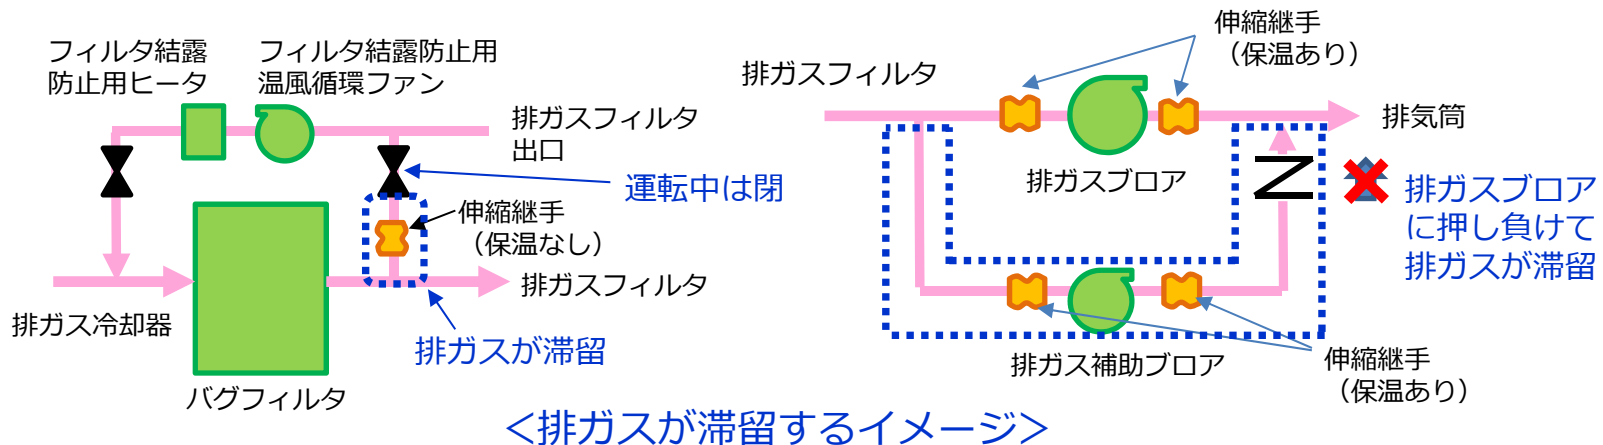 フィルタ結露
防止用ヒータ
フィルタ結露防止用
温風循環ファン
排ガスフィルタ
出口
運転中は閉
伸縮継手
（保温なし）
排ガスフィルタ
排ガス冷却器
排ガスが滞留
バグフィルタ
伸縮継手
（保温あり）
排ガスフィルタ
排気筒
排ガスブロア
排ガスブロア
に押し負けて
排ガスが滞留
排ガス補助ブロア
伸縮継手
（保温あり）
＜排ガスが滞留するイメージ＞